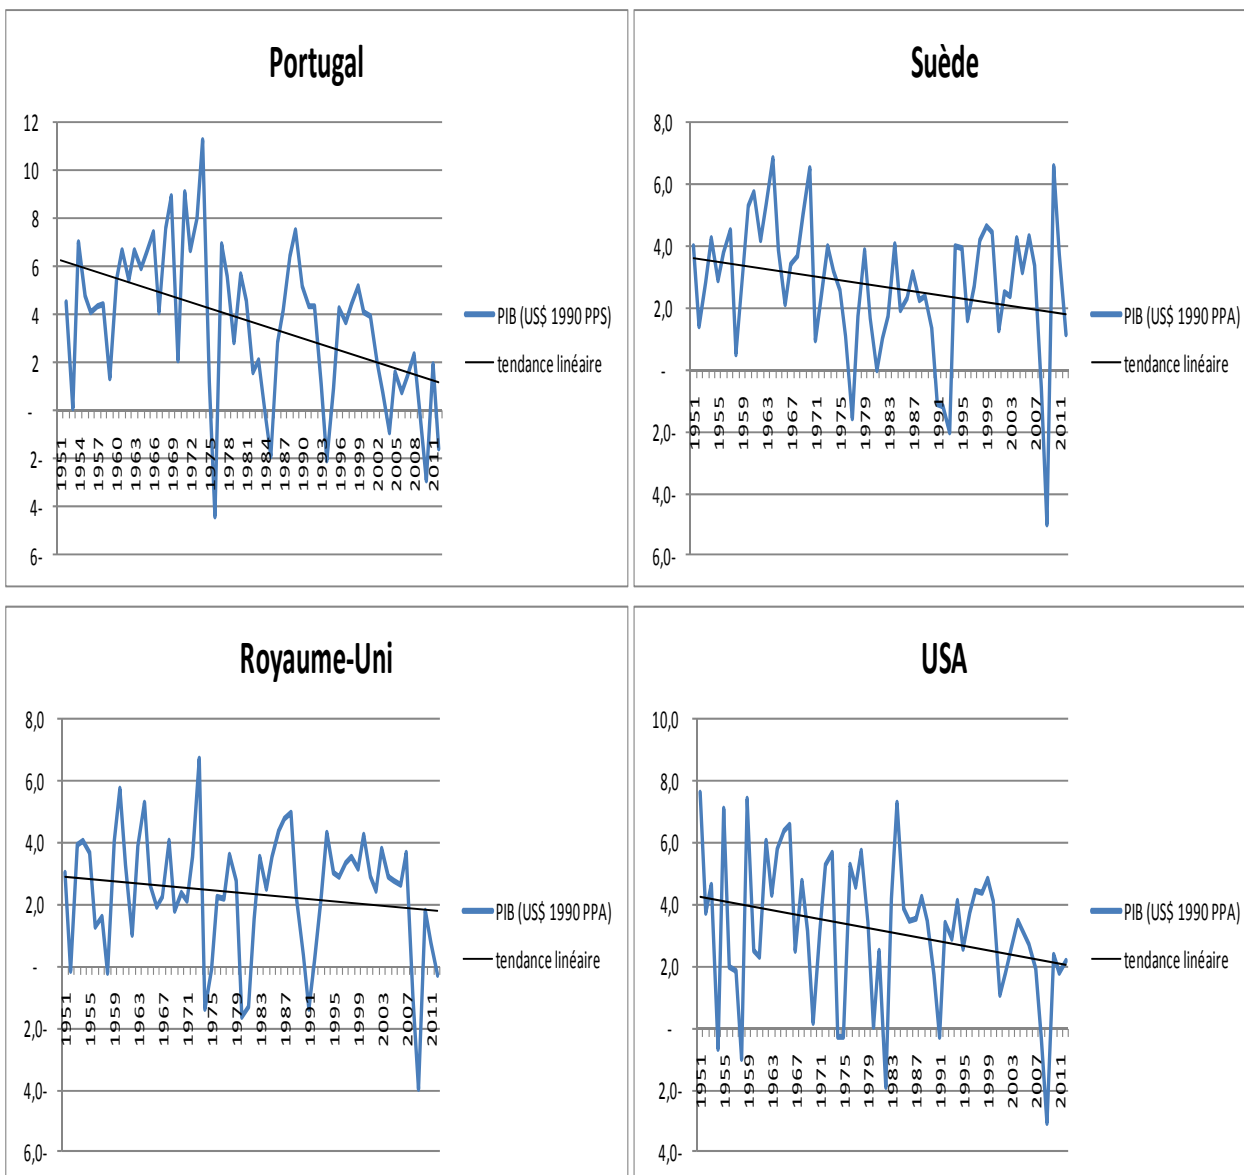 Portugal
12
10
8
6
4
2
-
2-
4-
6-
1951 1954 1957 1960 1963 1966 1969 1972 1975 1978 1981 1984 1987 1990 1993 1996 1999 2002 2005 2008 2011
PIB (US$ 1990 PPS)
tendance linéaire
Suède
8,0
6,0
4,0
2,0
-
2,0-
4,0-
6,0-
1951 1955 1959 1963 1967 1971 1975 1979 1983 1987 1991 1995 1999 2003 2007 2011
PIB (US$ 1990 PPA)
tendance linéaire
Royaume-Uni
8,0
6,0
4,0
2,0
-
2,0-
4,0-
6,0-
1951 1955 1959 1963 1967 1971 1975 1979 1983 1987 1991 1995 1999 2003 2007 2011
PIB (US$ 1990 PPA)
tendance linéaire
USA
10,0
8,0
6,0
4,0
2,0
-
2,0-
4,0-
1951 1955 1959 1963 1967 1971 1975 1979 1983 1987 1991 1995 1999 2003 2007 2011
PIB (US$ 1990 PPA)
tendance linéaire